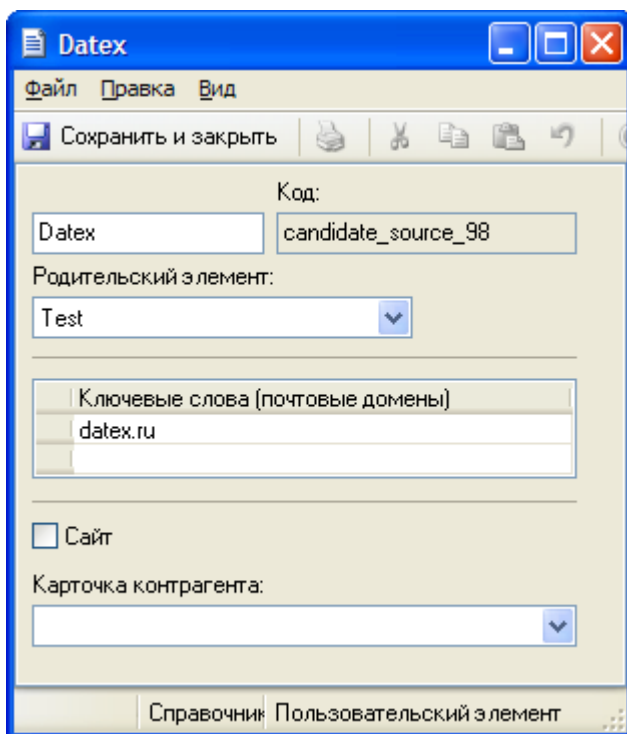 Datex
Файл Правка Вид
Сохранить и закрыть
Код:
Datex candidate_source_98
Родительский элемент:
Test
Ключевые слова (почтовые домены)
datex.ru
Сайт
Карточка контрагента:
Справочник Пользовательский элемент